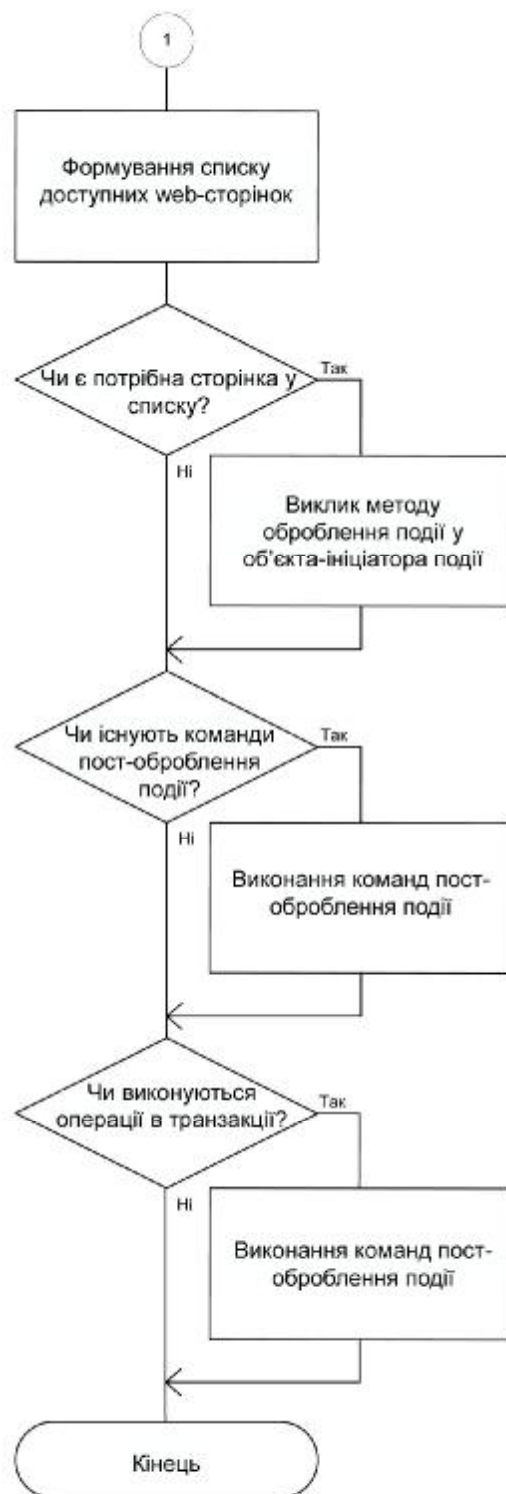 1
Формування списку
доступних web-сторінок
Чи є потрібна сторінка у
списку?
Так
Ні
Виклик методу
оброблення події у
об'єкта-ініціатора події
Чи існують команди
пост-оброблення
події?
Так
Ні
Виконання команд пост-
оброблення події
Чи виконуються
операції в транзакції?
Так
Ні
Виконання команд пост-
оброблення події
Кінець